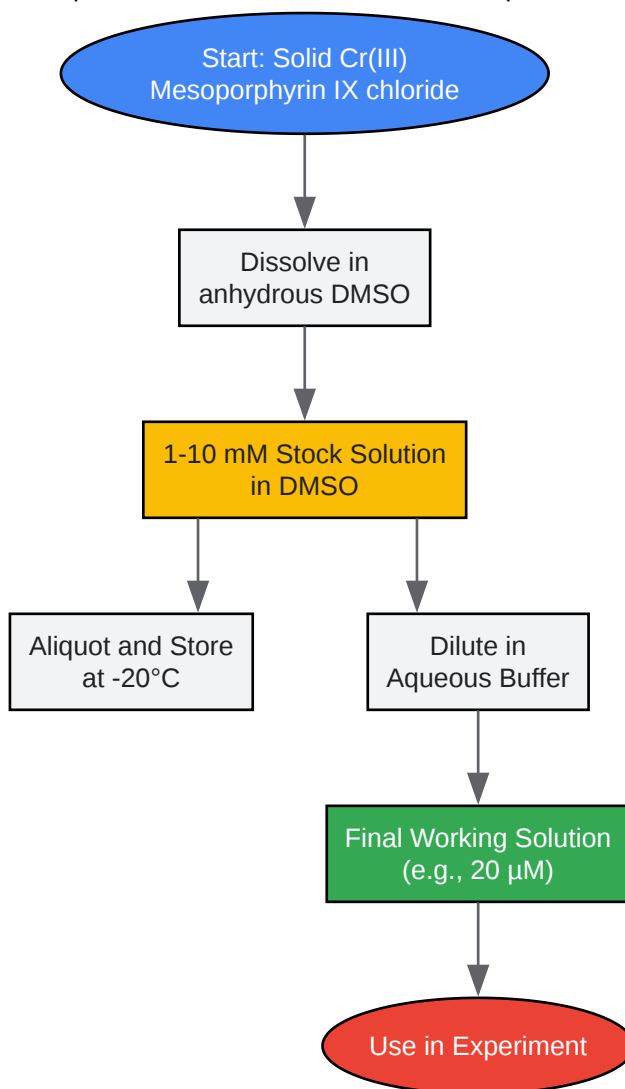 Start: Solid Cr(III)
Mesoporphyrin IX chloride
Dissolve in
anhydrous DMSO
1-10 mM Stock Solution
in DMSO
Aliquot and Store
at -20°C
Dilute in
Aqueous Buffer
Final Working Solution
(e.g., 20 µM)
Use in Experiment